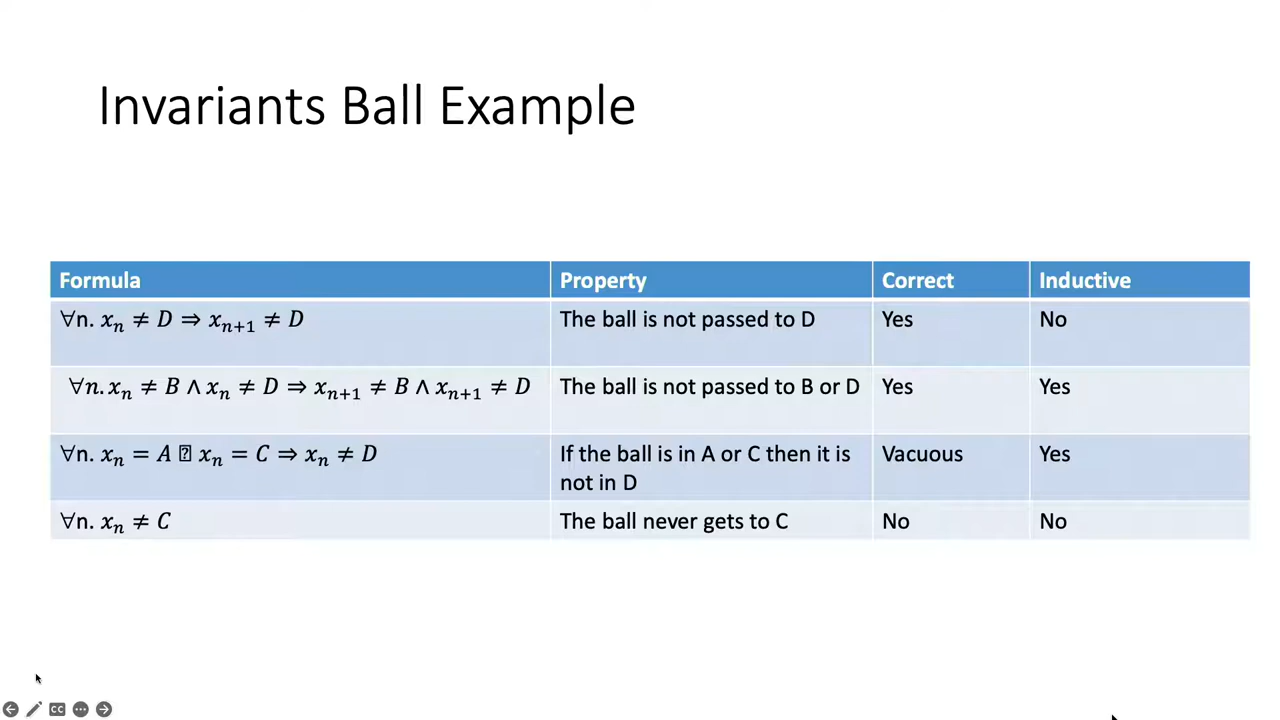 Invariants Ball Example
Formula Property Correct Inductive
∀n. xₙ ≠ D ⇒ xₙ₊₁ ≠ D The ball is not passed to D Yes No
∀n. xₙ ≠ B ∧ xₙ ≠ D ⇒ xₙ₊₁ ≠ B ∧ xₙ₊₁ ≠ D The ball is not passed to B or D Yes Yes
∀n. xₙ = A ⍰ xₙ = C ⇒ xₙ ≠ D If the ball is in A or C then it is Vacuous Yes
not in D
∀n. xₙ ≠ C The ball never gets to C No No
CC